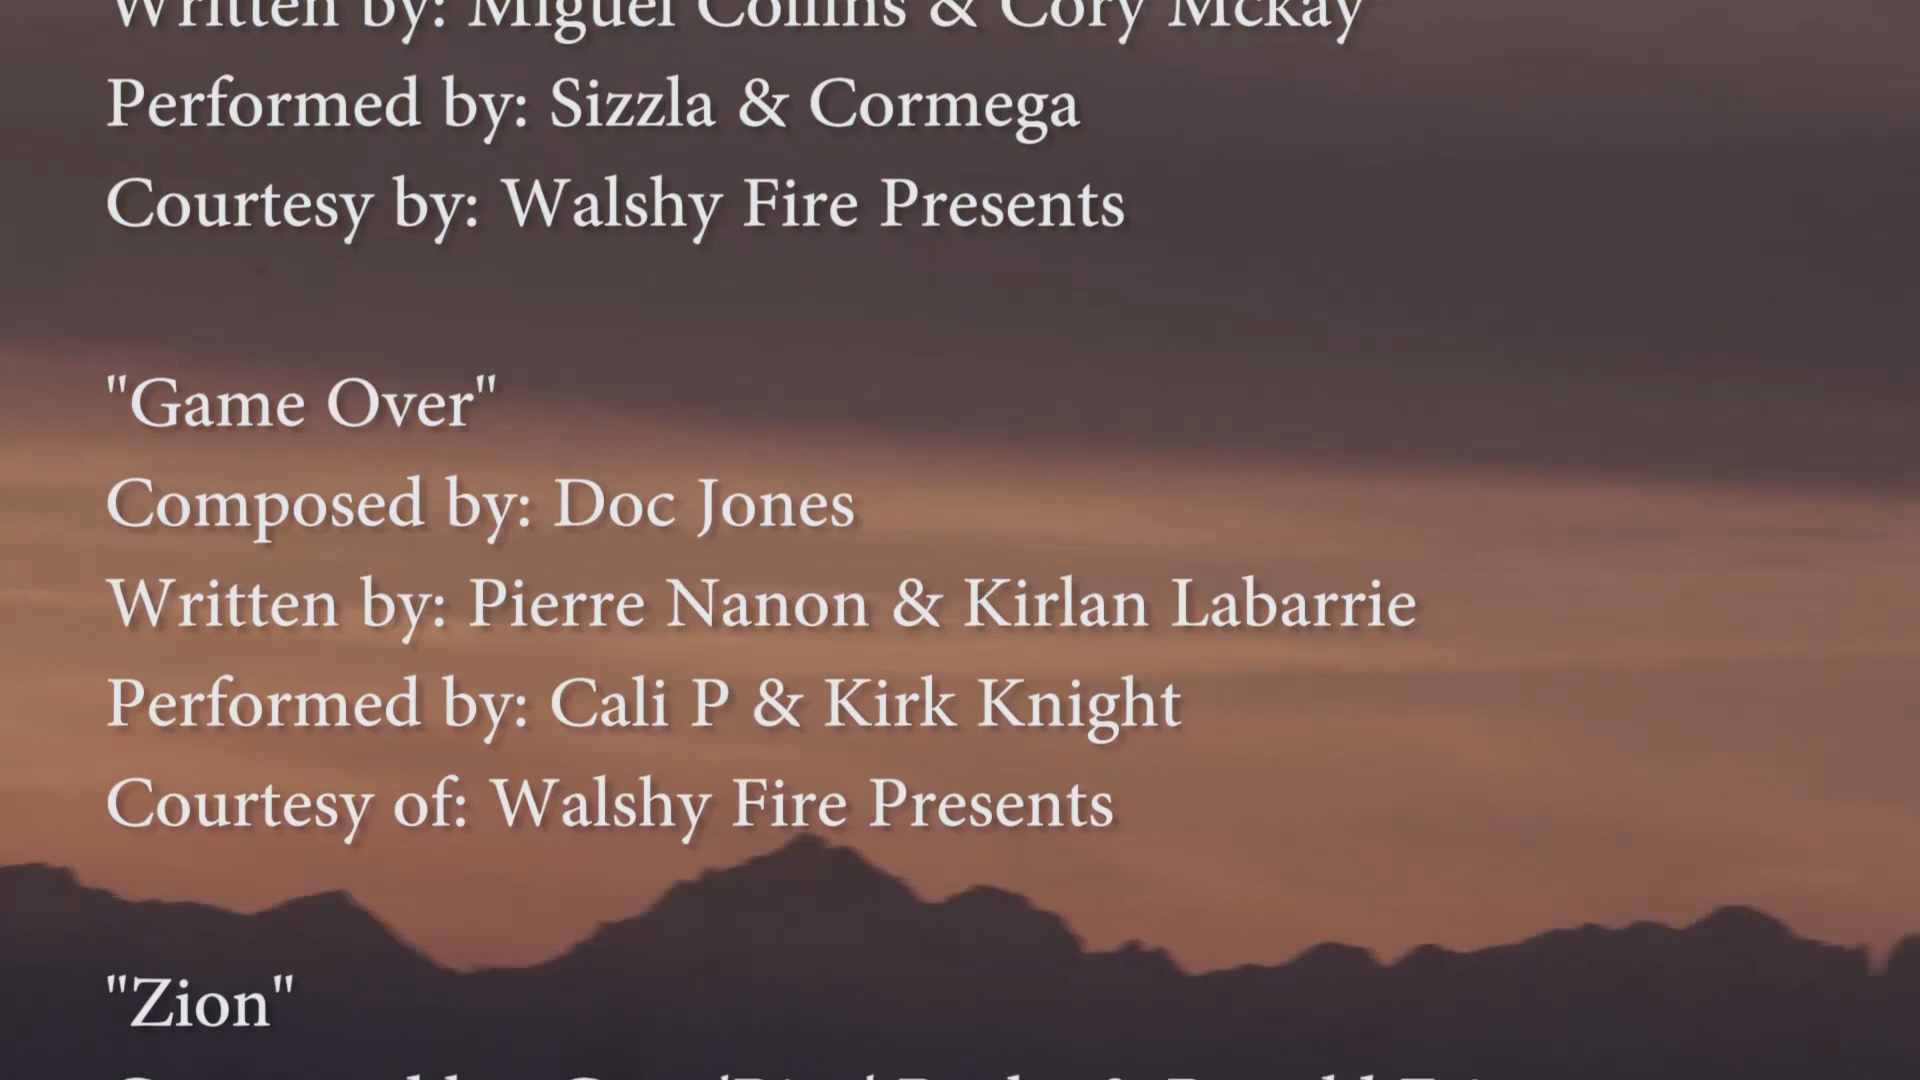 Written by: Miguel Collins & Cory Mckay
Performed by: Sizzla & Cormega
Courtesy by: Walshy Fire Presents
"Game Over"
Composed by: Doc Jones
Written by: Pierre Nanon & Kirlan Labarrie
Performed by: Cali P & Kirk Knight
Courtesy of: Walshy Fire Presents
"Zion"